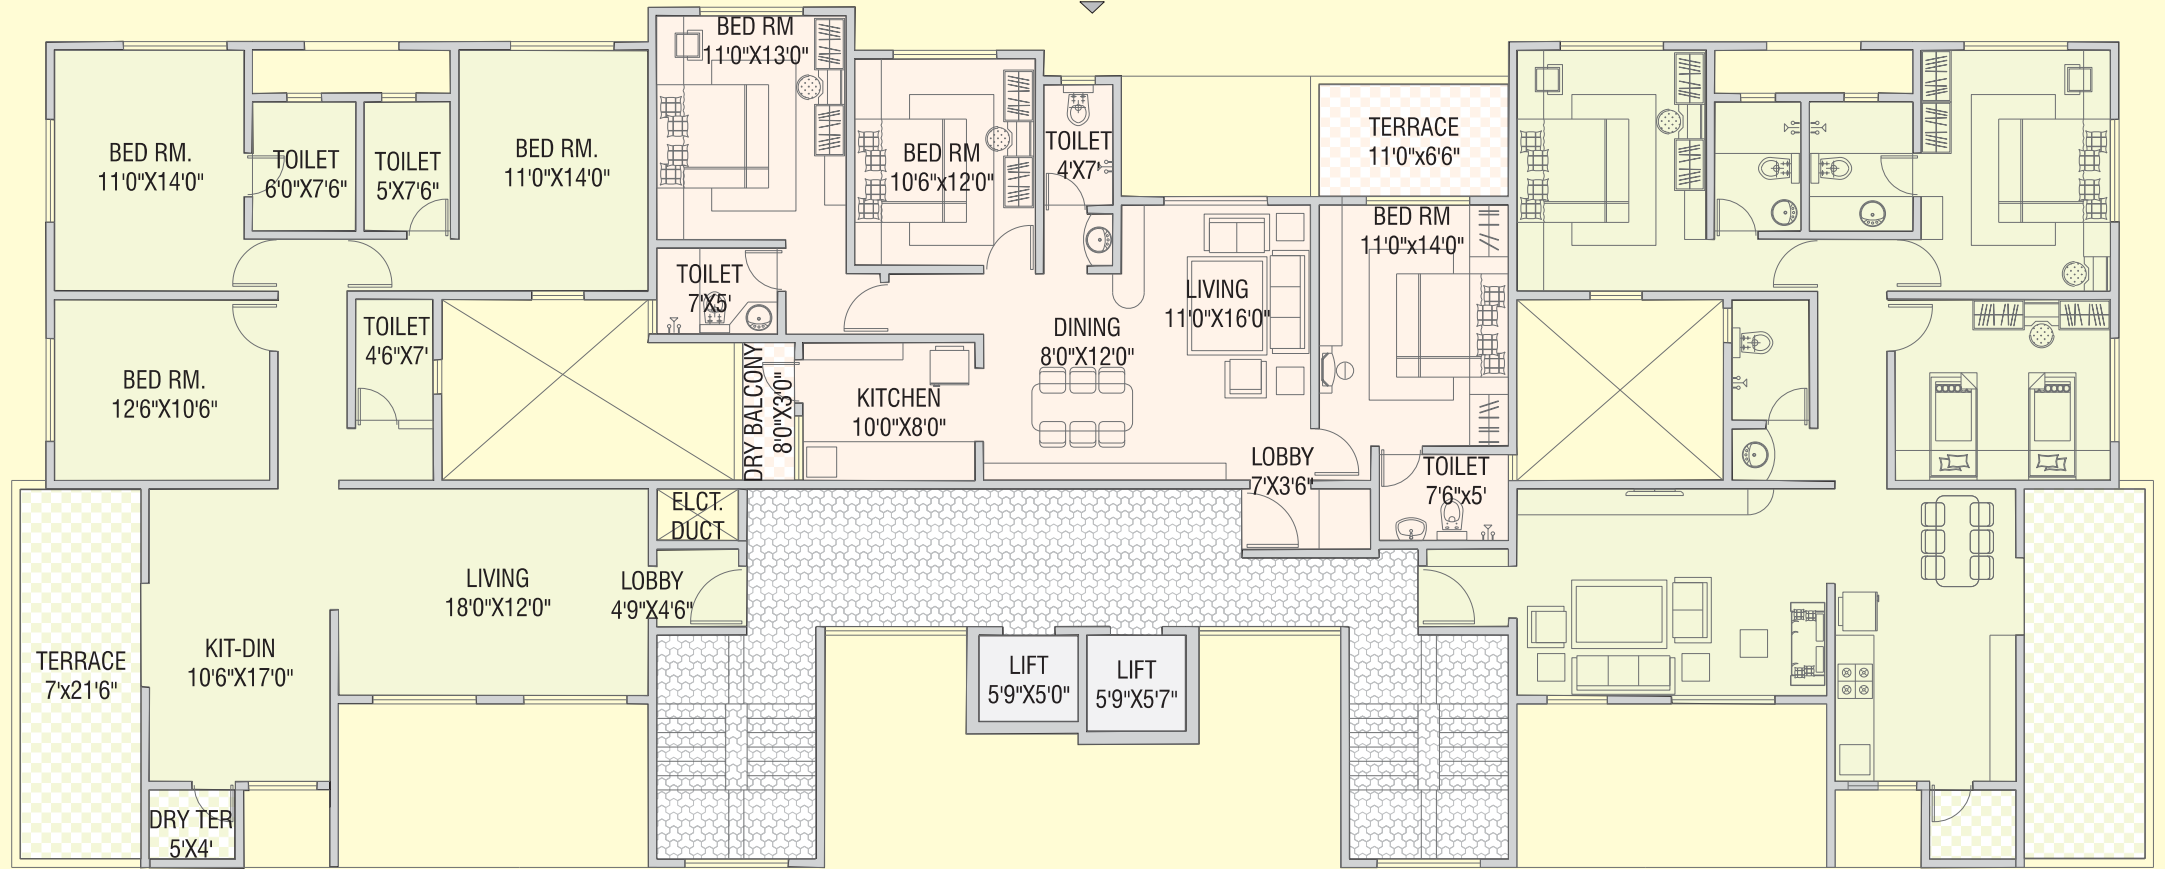 BED RM.
11'0"X14'0"
TOILET
6'0"X7'6"
TOILET
5'X7'6"
BED RM.
11'0"X14'0"
BED RM
11'0"X13'0"
BED RM
10'6"x12'0"
TOILET
4'X7'
TERRACE
11'0"x6'6"
BED RM
11'0"x14'0"
TOILET
7'X5'
LIVING
11'0"X16'0"
DINING
8'0"X12'0"
BED RM.
12'6"X10'6"
TOILET
4'6"X7'
DRY BALCONY
8'0"X3'0"
KITCHEN
10'0"X8'0"
LOBBY
7'X3'6"
TOILET
7'6"x5'
ELCT.
DUCT
LIVING
18'0"X12'0"
LOBBY
4'9"X4'6"
TERRACE
7'x21'6"
KIT-DIN
10'6"X17'0"
LIFT
5'9"X5'0"
LIFT
5'9"X5'7"
DRY TER
5'X4'